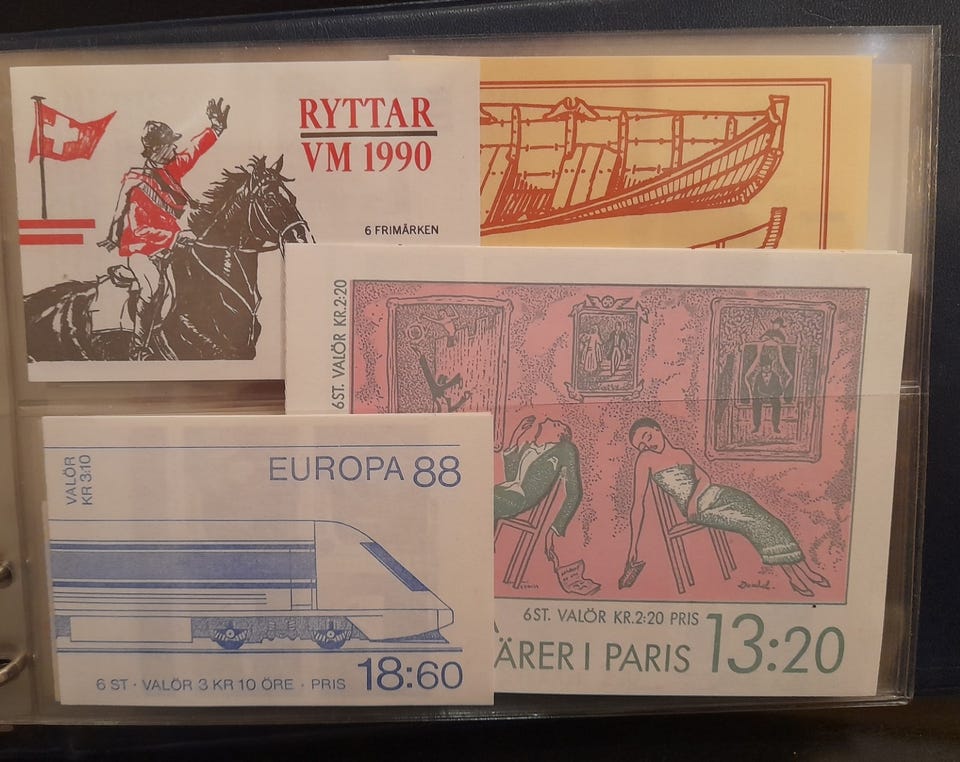 RYTTAR
VM 1990
6 FRIMÄRKEN
6ST. VALÖR KR.2:20
6ST. VALÖR KR.2:20 PRIS
ÄRER I PARIS 13:20
VALÖR
KR 3:10
EUROPA 88
6 ST · VALÖR 3 KR 10 ÖRE · PRIS 18:60